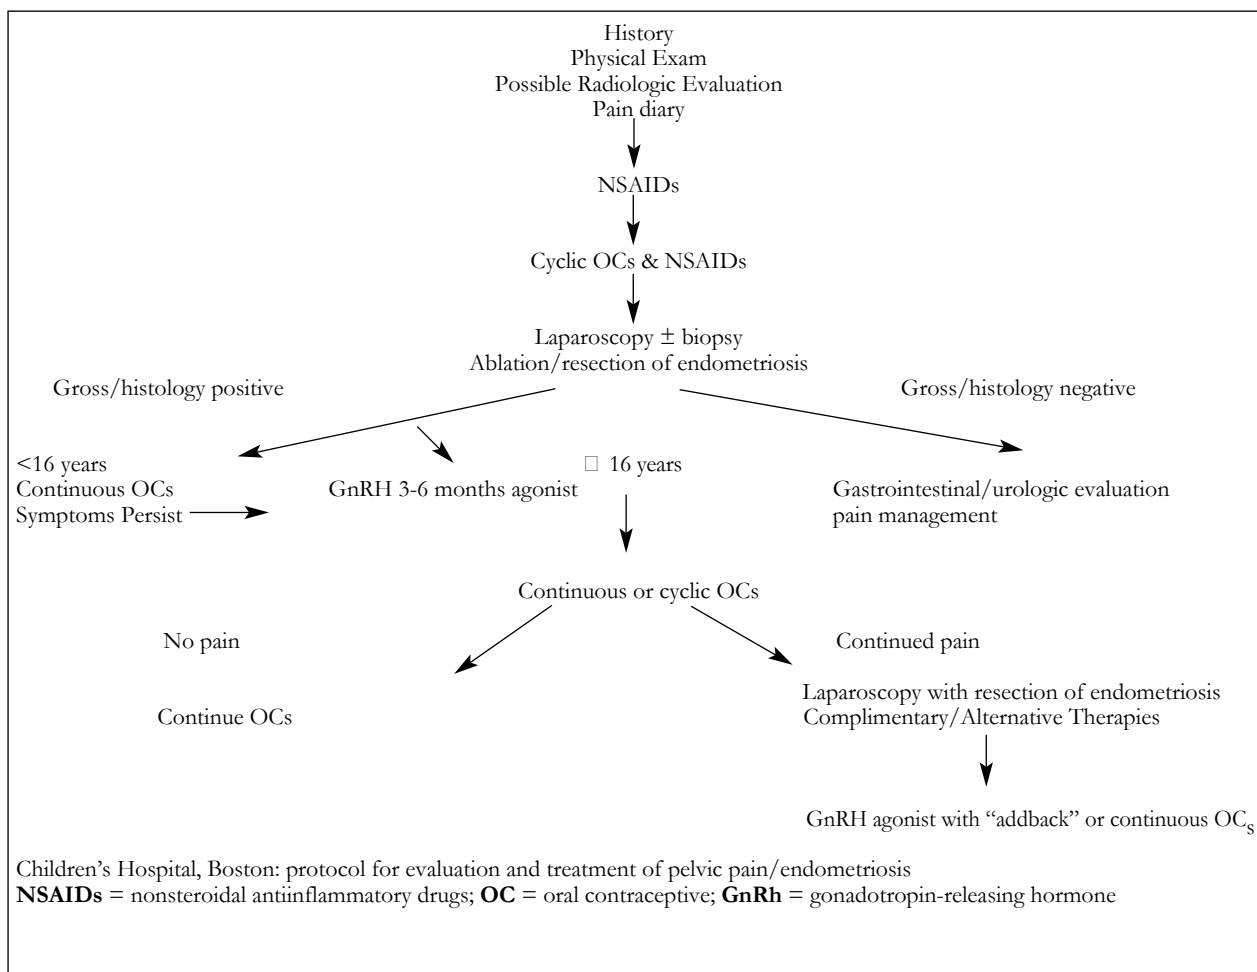 History
Physical Exam
Possible Radiologic Evaluation
Pain diary
NSAIDs
Cyclic OCs & NSAIDs
Laparoscopy ± biopsy
Ablation/resection of endometriosis
Gross/histology positive
Gross/histology negative
<16 years
Continuous OCs
Symptoms Persist
GnRH 3-6 months agonist
□ 16 years
Gastrointestinal/urologic evaluation
pain management
Continuous or cyclic OCs
No pain
Continued pain
Continue OCs
Laparoscopy with resection of endometriosis
Complimentary/Alternative Therapies
GnRH agonist with “addback” or continuous OCs
Children’s Hospital, Boston: protocol for evaluation and treatment of pelvic pain/endometriosis
NSAIDs = nonsteroidal antiinflammatory drugs; OC = oral contraceptive; GnRh = gonadotropin-releasing hormone